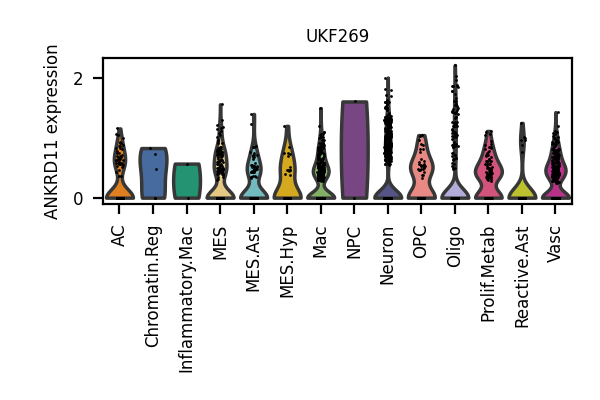 UKF269
ANKRD11 expression
2
0
AC
Chromatin.Reg
Inflammatory.Mac
MES
MES.Ast
MES.Hyp
Mac
NPC
Neuron
OPC
Oligo
Prolif.Metab
Reactive.Ast
Vasc